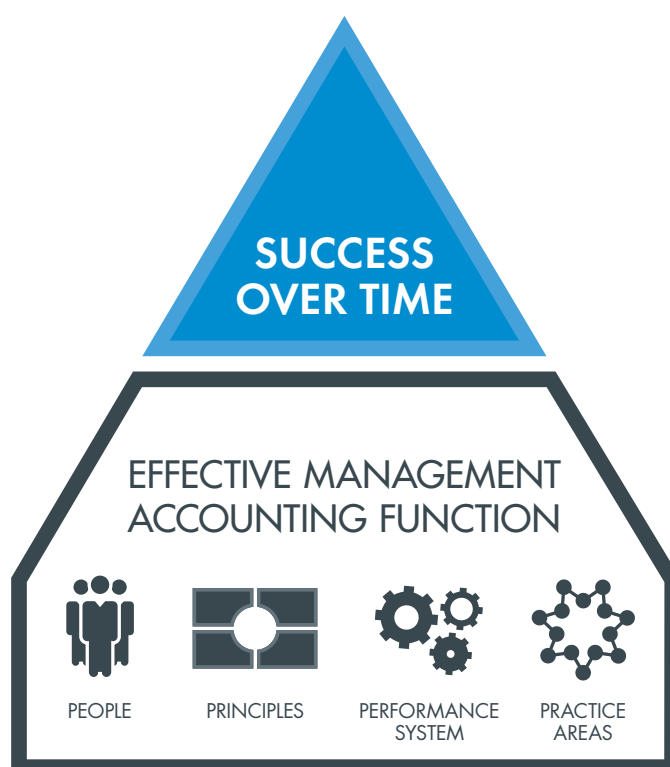 SUCCESS
OVER TIME
EFFECTIVE MANAGEMENT
ACCOUNTING FUNCTION
PEOPLE
PRINCIPLES
PERFORMANCE
SYSTEM
PRACTICE
AREAS